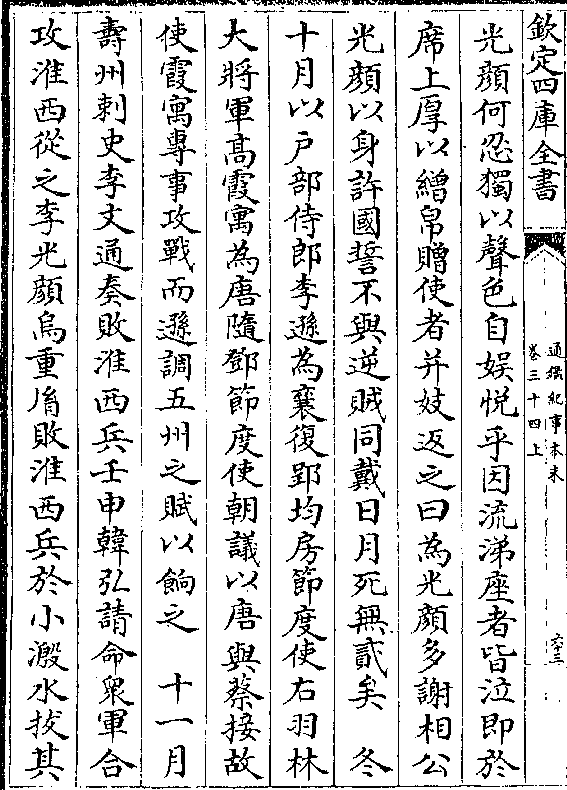 欽定四庫全書
通鑑紀事本末
卷三十四上
六十三
光顔何忍獨以聲色自娛悅乎因流涕座者皆泣即於
席上厚以繒帛贈使者并妓返之曰為光顔多謝相公
光顔以身許國誓不與逆賊同戴日月死無貳矣　冬
十月以戸部侍郎李遜為襄復郢均房節度使右羽林
大將軍髙霞寓為唐隨鄧節度使朝議以唐與蔡接故
使霞寓專事攻戰而遜調五州之賦以餉之　十一月
壽州刺史李文通奏敗淮西兵壬申韓弘請命衆軍合
攻淮西從之李光顔烏重𦙍敗淮西兵於小溵水拔其